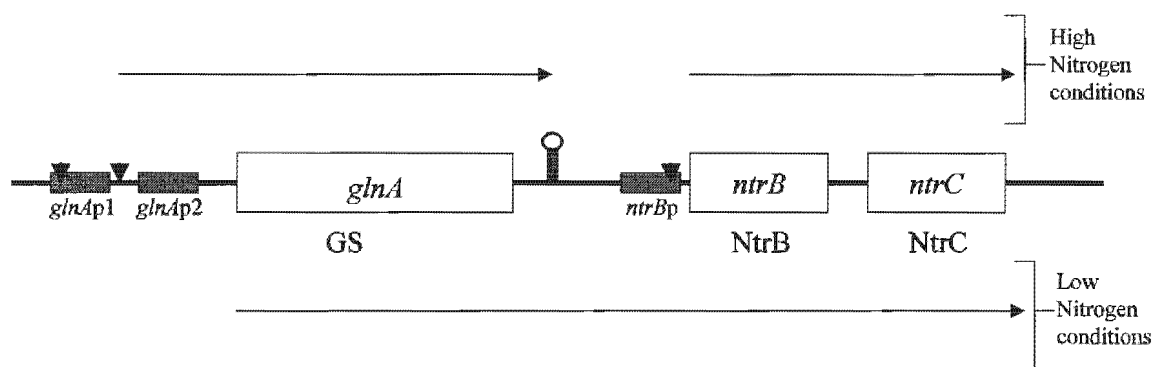 High
Nitrogen
conditions
glnA
ntrB
ntrC
glnAp1
glnAp2
ntrBp
GS
NtrB
NtrC
Low
Nitrogen
conditions